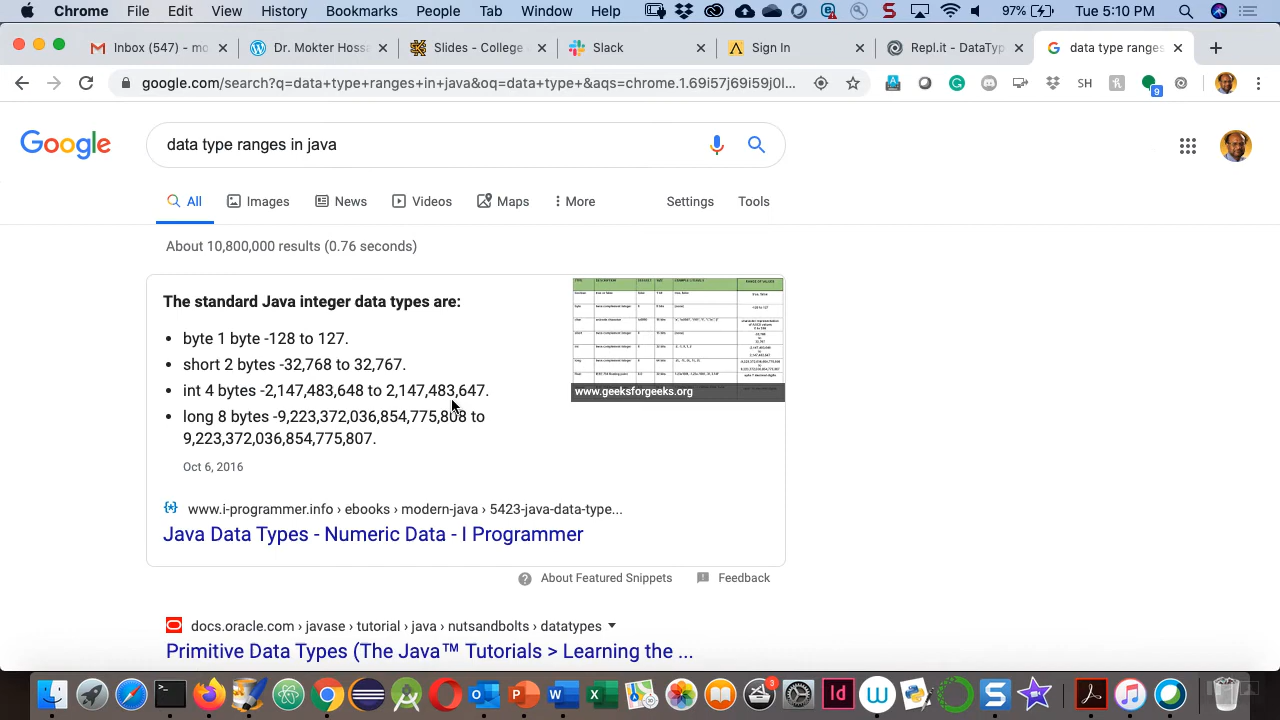 Chrome File Edit View History Bookmarks People Tab Window Help 97% Tue 5:10 PM
Inbox (547) - mo Dr. Mokter Hoss Slides - College Slack Sign In Repl.it - DataTyp data type ranges
google.com/search?q=data+type+ranges+in+java&oq=data+type+&aqs=chrome.1.69i57j69i59j0l... SH 9
Google data type ranges in java
All Images News Videos Maps More Settings Tools
About 10,800,000 results (0.76 seconds)
The standard Java integer data types are:
• byte 1 byte -128 to 127.
• short 2 bytes -32,768 to 32,767.
• int 4 bytes -2,147,483,648 to 2,147,483,647.
• long 8 bytes -9,223,372,036,854,775,808 to
9,223,372,036,854,775,807.
Oct 6, 2016
www.geeksforgeeks.org
www.i-programmer.info › ebooks › modern-java › 5423-java-data-type...
Java Data Types - Numeric Data - I Programmer
About Featured Snippets Feedback
docs.oracle.com › javase › tutorial › java › nutsandbolts › datatypes
Primitive Data Types (The Java™ Tutorials > Learning the ...